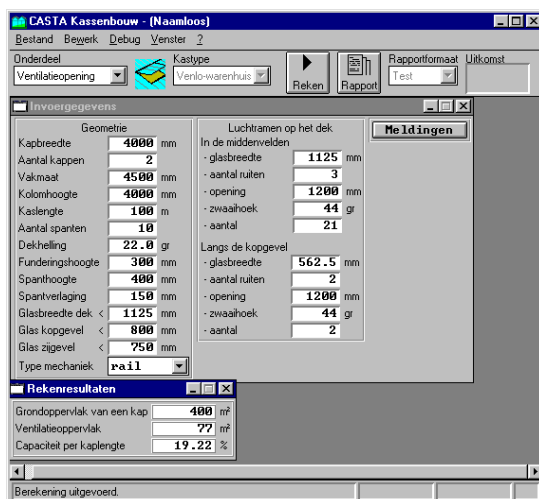 CASTA Kassenbouw - (Naamloos)
Bestand Bewerk Debug Venster ?
Onderdeel Kastype Rapportformaat Uitkomst
Ventilatieopening Venlo-warenhuis Reken Rapport Test
Invoergegevens
Geometrie
Kapbreedte 4000 mm
Aantal kappen 2
Vakmaat 4500 mm
Kolomhoogte 4000 mm
Kaslengte 100 m
Aantal spanten 10
Dekhelling 22.0 gr
Funderingshoogte 300 mm
Spanthoogte 400 mm
Spantverlaging 150 mm
Glasbreedte dek < 1125 mm
Glas kopgevel < 800 mm
Glas zijgevel < 750 mm
Type mechaniek rail
Luchtramen op het dek
In de middenvelden
- glasbreedte 1125 mm
- aantal ruiten 3
- opening 1200 mm
- zwaaihoek 44 gr
- aantal 21
Langs de kopgevel
- glasbreedte 562.5 mm
- aantal ruiten 2
- opening 1200 mm
- zwaaihoek 44 gr
- aantal 2
Meldingen
Rekenresultaten
Grondoppervlak van een kap 400 m²
Ventilatieoppervlak 77 m²
Capaciteit per kaplengte 19.22 %
Berekening uitgevoerd.